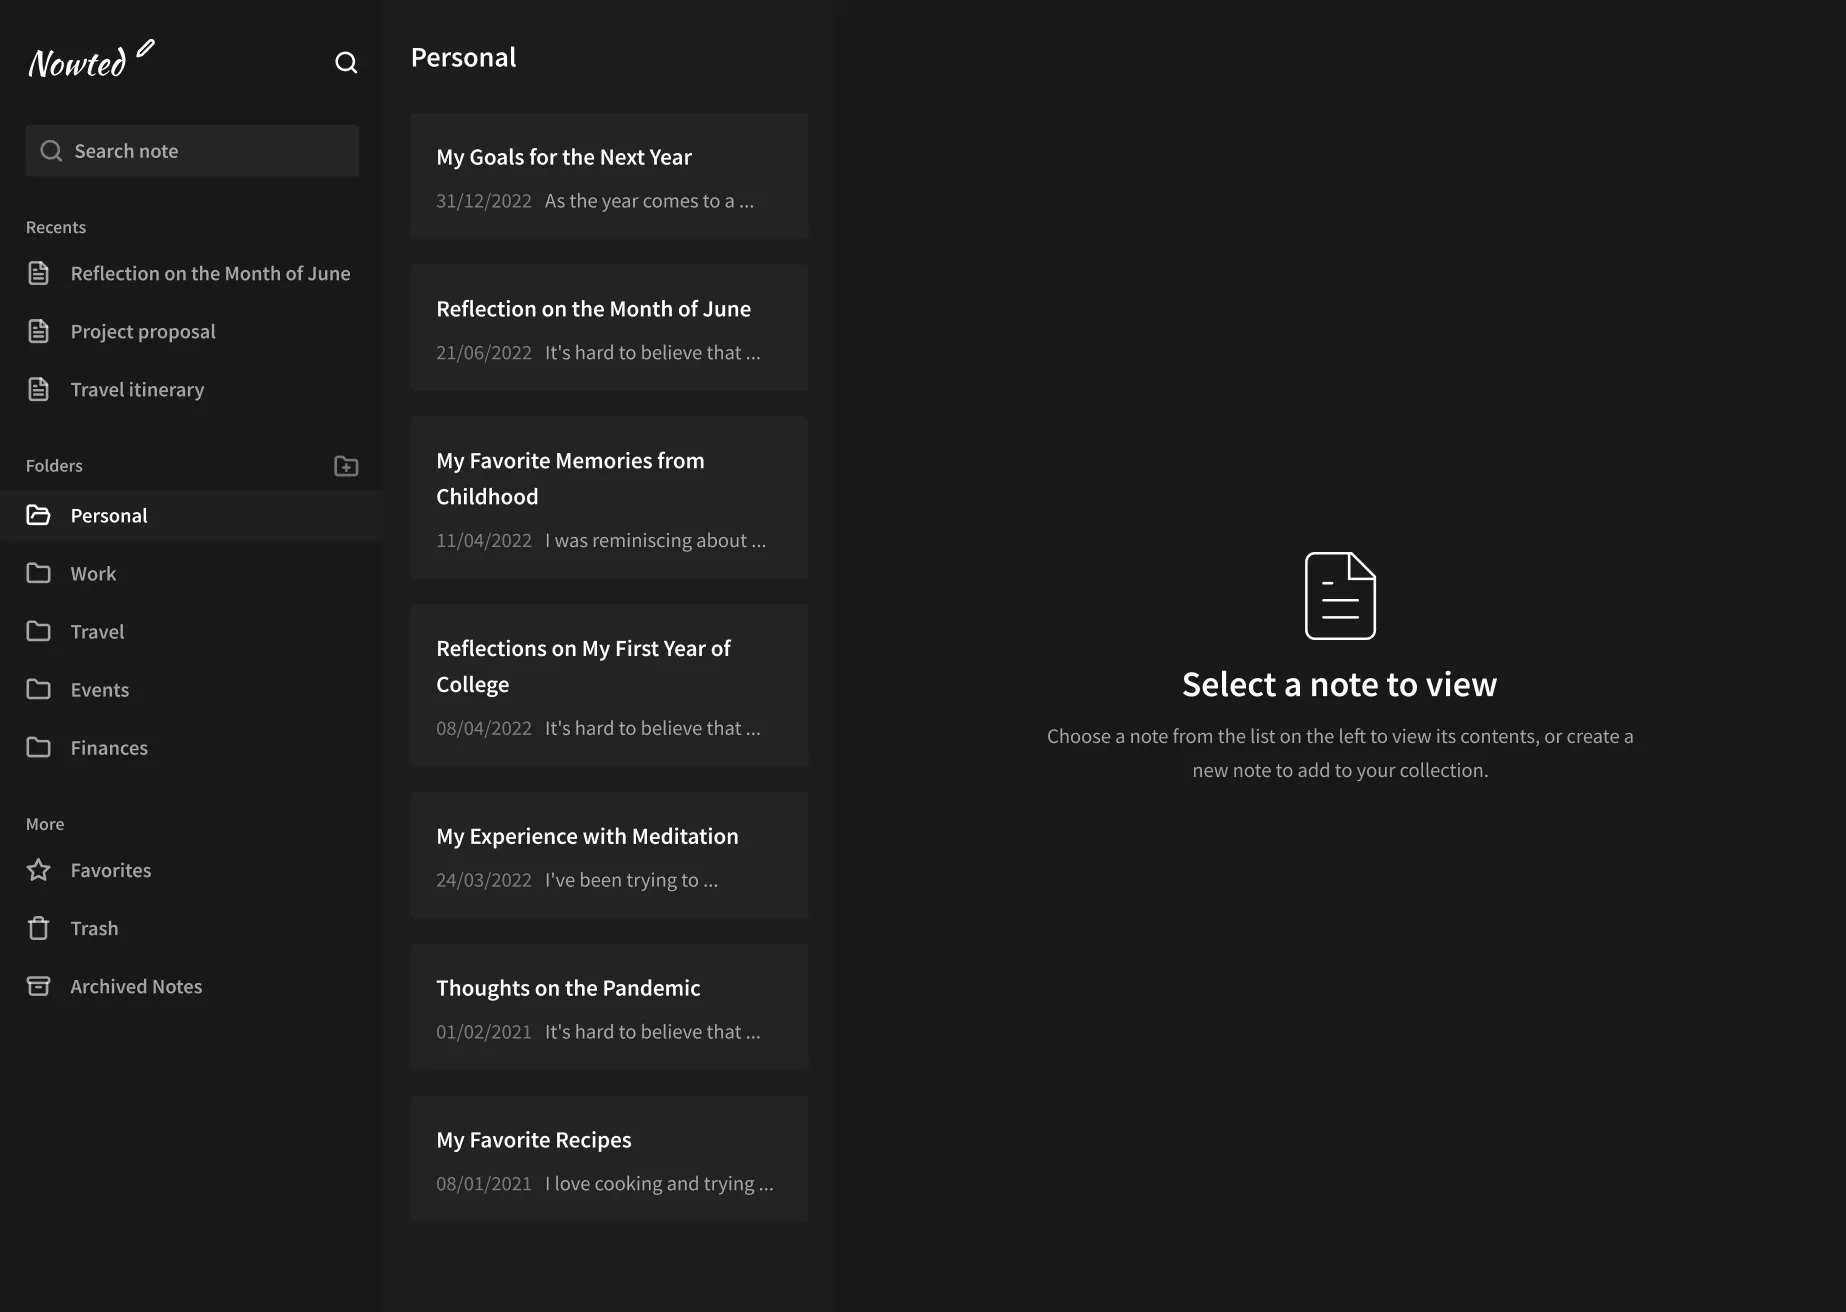 Nowted
Search note
Recents
Reflection on the Month of June
Project proposal
Travel itinerary
Folders
Personal
Work
Travel
Events
Finances
More
Favorites
Trash
Archived Notes
Personal
My Goals for the Next Year
31/12/2022 As the year comes to a ...
Reflection on the Month of June
21/06/2022 It's hard to believe that ...
My Favorite Memories from
Childhood
11/04/2022 I was reminiscing about ...
Reflections on My First Year of
College
08/04/2022 It's hard to believe that ...
My Experience with Meditation
24/03/2022 I've been trying to ...
Thoughts on the Pandemic
01/02/2021 It's hard to believe that ...
My Favorite Recipes
08/01/2021 I love cooking and trying ...
Select a note to view
Choose a note from the list on the left to view its contents, or create a
new note to add to your collection.